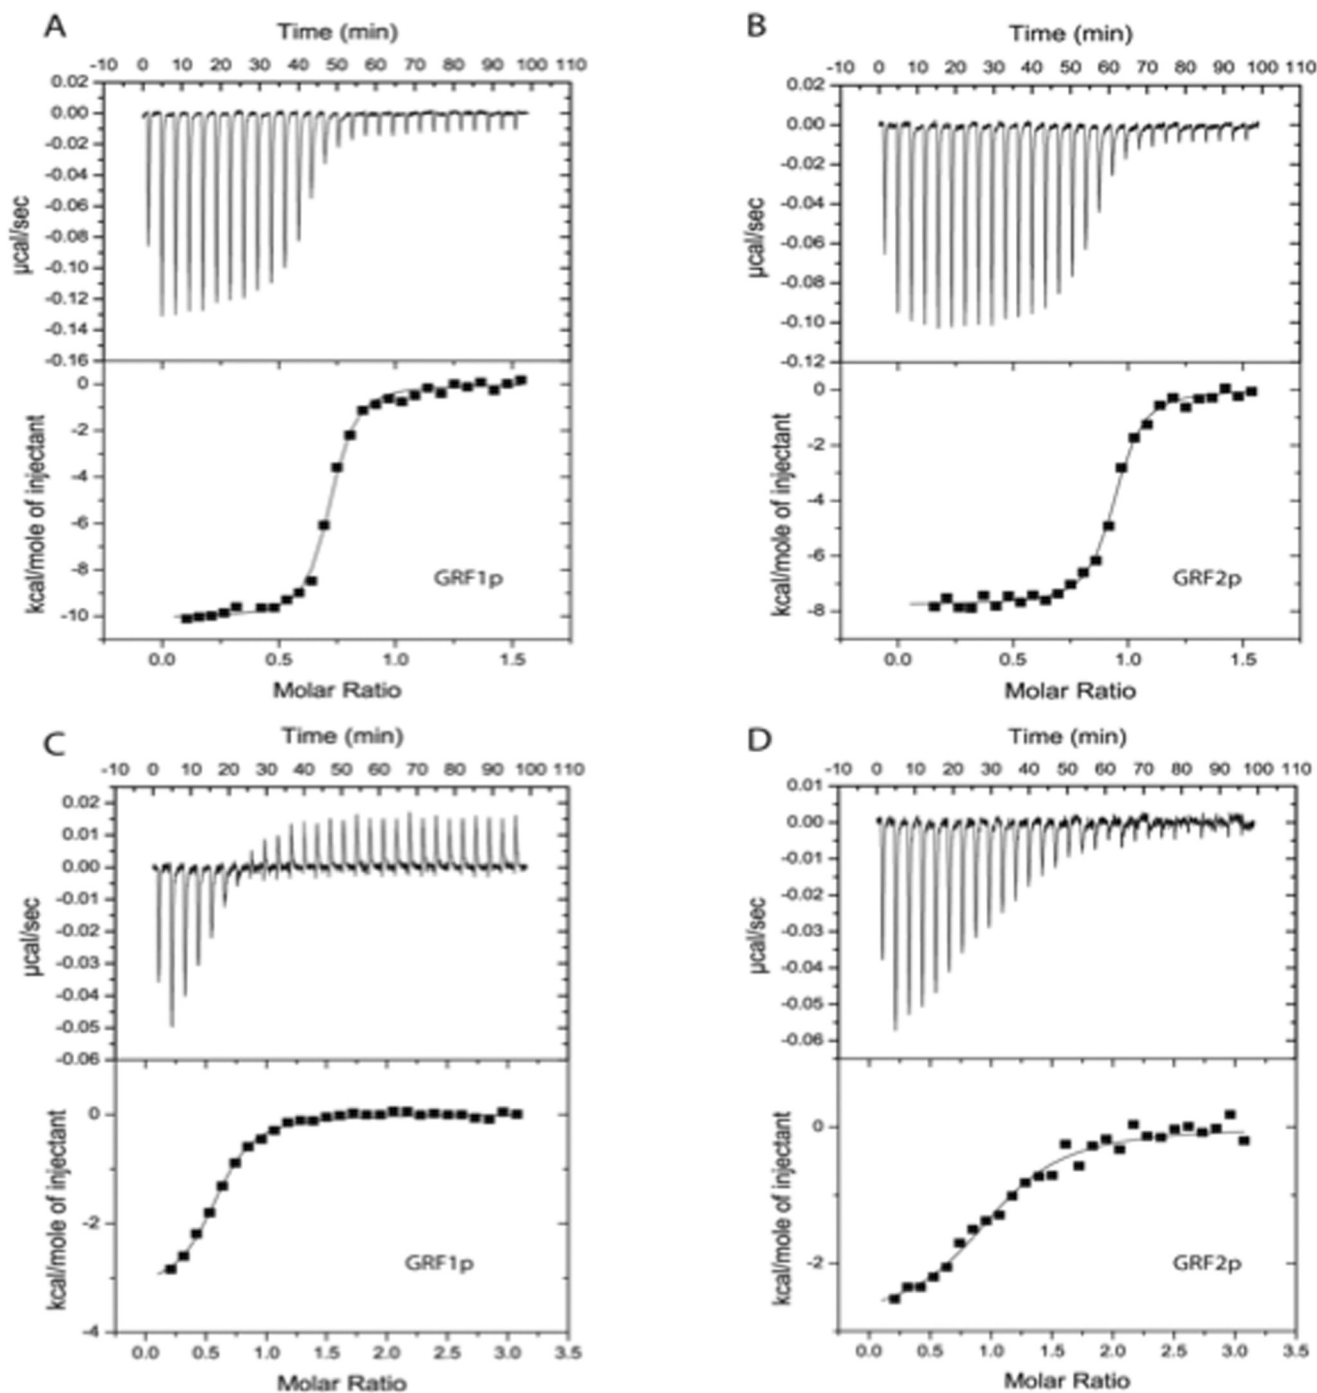 A
Time (min)
-10 0 10 20 30 40 50 60 70 80 90 100 110
0.02
0.00
-0.02
-0.04
-0.06
-0.08
-0.10
-0.12
-0.14
-0.16
µcal/sec
0
-2
-4
-6
-8
-10
kcal/mole of injectant
GRF1p
0.0 0.5 1.0 1.5
Molar Ratio
B
Time (min)
-10 0 10 20 30 40 50 60 70 80 90 100 110
0.02
0.00
-0.02
-0.04
-0.06
-0.08
-0.10
-0.12
µcal/sec
0
-2
-4
-6
-8
kcal/mole of injectant
GRF2p
0.0 0.5 1.0 1.5
Molar Ratio
C
Time (min)
-10 0 10 20 30 40 50 60 70 80 90 100 110
0.02
0.01
0.00
-0.01
-0.02
-0.03
-0.04
-0.05
-0.06
µcal/sec
0
-2
-4
kcal/mole of injectant
GRF1p
0.0 0.5 1.0 1.5 2.0 2.5 3.0 3.5
Molar Ratio
D
Time (min)
-10 0 10 20 30 40 50 60 70 80 90 100 110
0.01
0.00
-0.01
-0.02
-0.03
-0.04
-0.05
-0.06
µcal/sec
0
-2
kcal/mole of injectant
GRF2p
0.0 0.5 1.0 1.5 2.0 2.5 3.0 3.5
Molar Ratio